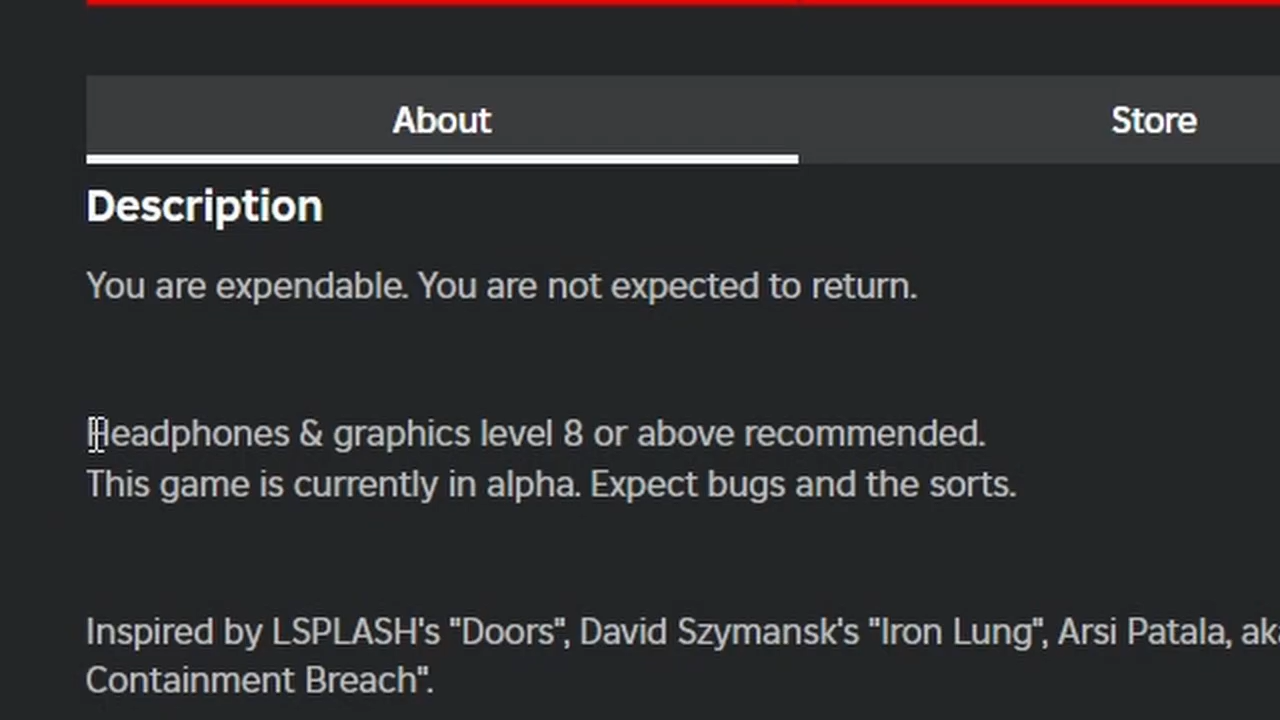 About
Store
Description
You are expendable. You are not expected to return.
Headphones & graphics level 8 or above recommended.
This game is currently in alpha. Expect bugs and the sorts.
Inspired by LSPLASH's "Doors", David Szymansk's "Iron Lung", Arsi Patala,
Containment Breach".